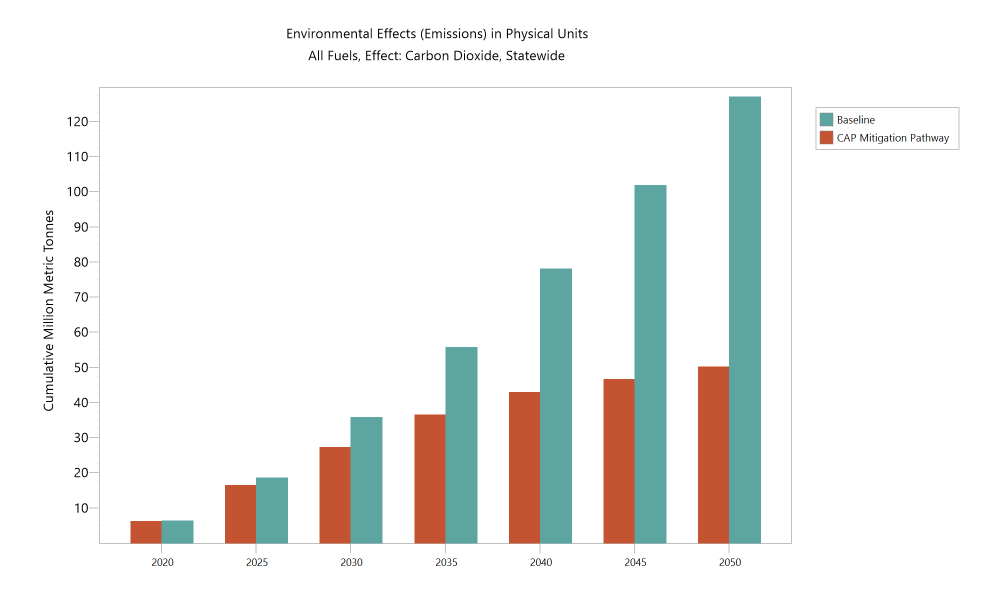 Environmental Effects (Emissions) in Physical Units
All Fuels, Effect: Carbon Dioxide, Statewide
Cumulative Million Metric Tonnes
120
110
100
90
80
70
60
50
40
30
20
10
2020 2025 2030 2035 2040 2045 2050
Baseline
CAP Mitigation Pathway